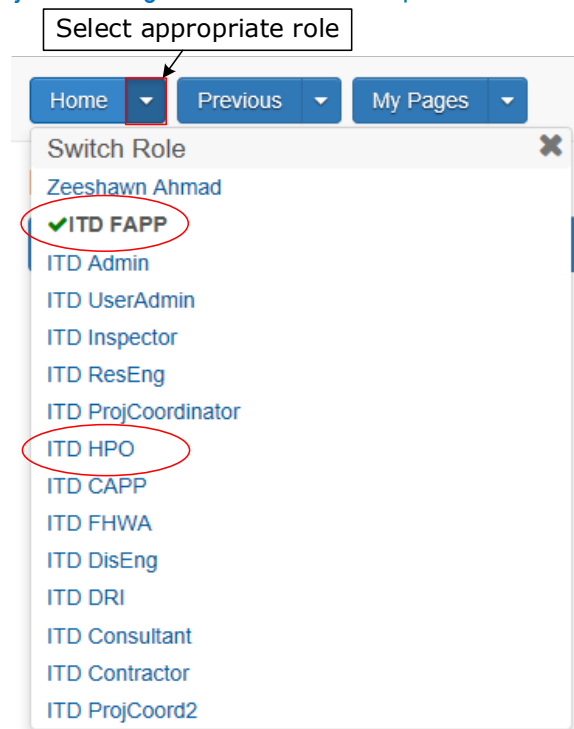 Select appropriate role
Home Previous My Pages
Switch Role
Zeeshawn Ahmad
ITD FAPP
ITD Admin
ITD UserAdmin
ITD Inspector
ITD ResEng
ITD ProjCoordinator
ITD HPO
ITD CAPP
ITD FHWA
ITD DisEng
ITD DRI
ITD Consultant
ITD Contractor
ITD ProjCoord2